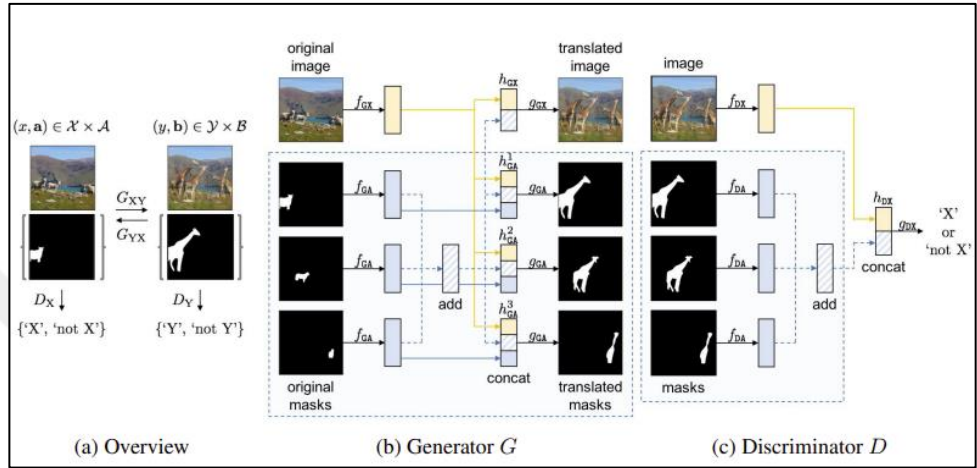 (x, a) ∈ 𝒳 × 𝒜
(y, b) ∈ 𝒴 × ℬ
G_XY
G_YX
D_X
D_Y
{‘X’, ‘not X’}
{‘Y’, ‘not Y’}
(a) Overview
original
image
f_GX
h_GX
g_GX
translated
image
f_GA
h¹_GA
g_GA
f_GA
h²_GA
g_GA
add
f_GA
h³_GA
g_GA
original
masks
concat
translated
masks
(b) Generator G
image
f_DX
f_DA
f_DA
f_DA
add
masks
h_DX
g_DX
concat
‘X’
or
‘not X’
(c) Discriminator D